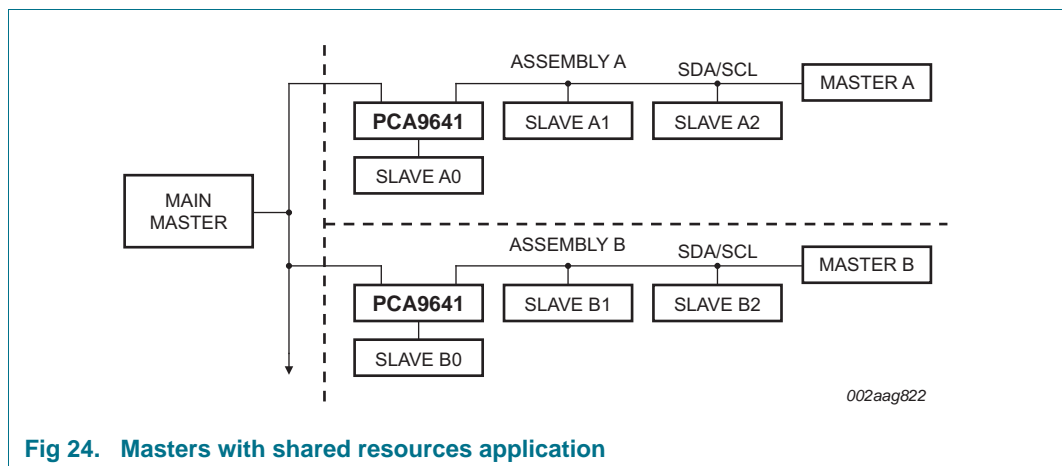 ASSEMBLY A
SDA/SCL
MASTER A
PCA9641
SLAVE A1
SLAVE A2
SLAVE A0
MAIN
MASTER
ASSEMBLY B
SDA/SCL
MASTER B
PCA9641
SLAVE B1
SLAVE B2
SLAVE B0
002aag822
Fig 24. Masters with shared resources application